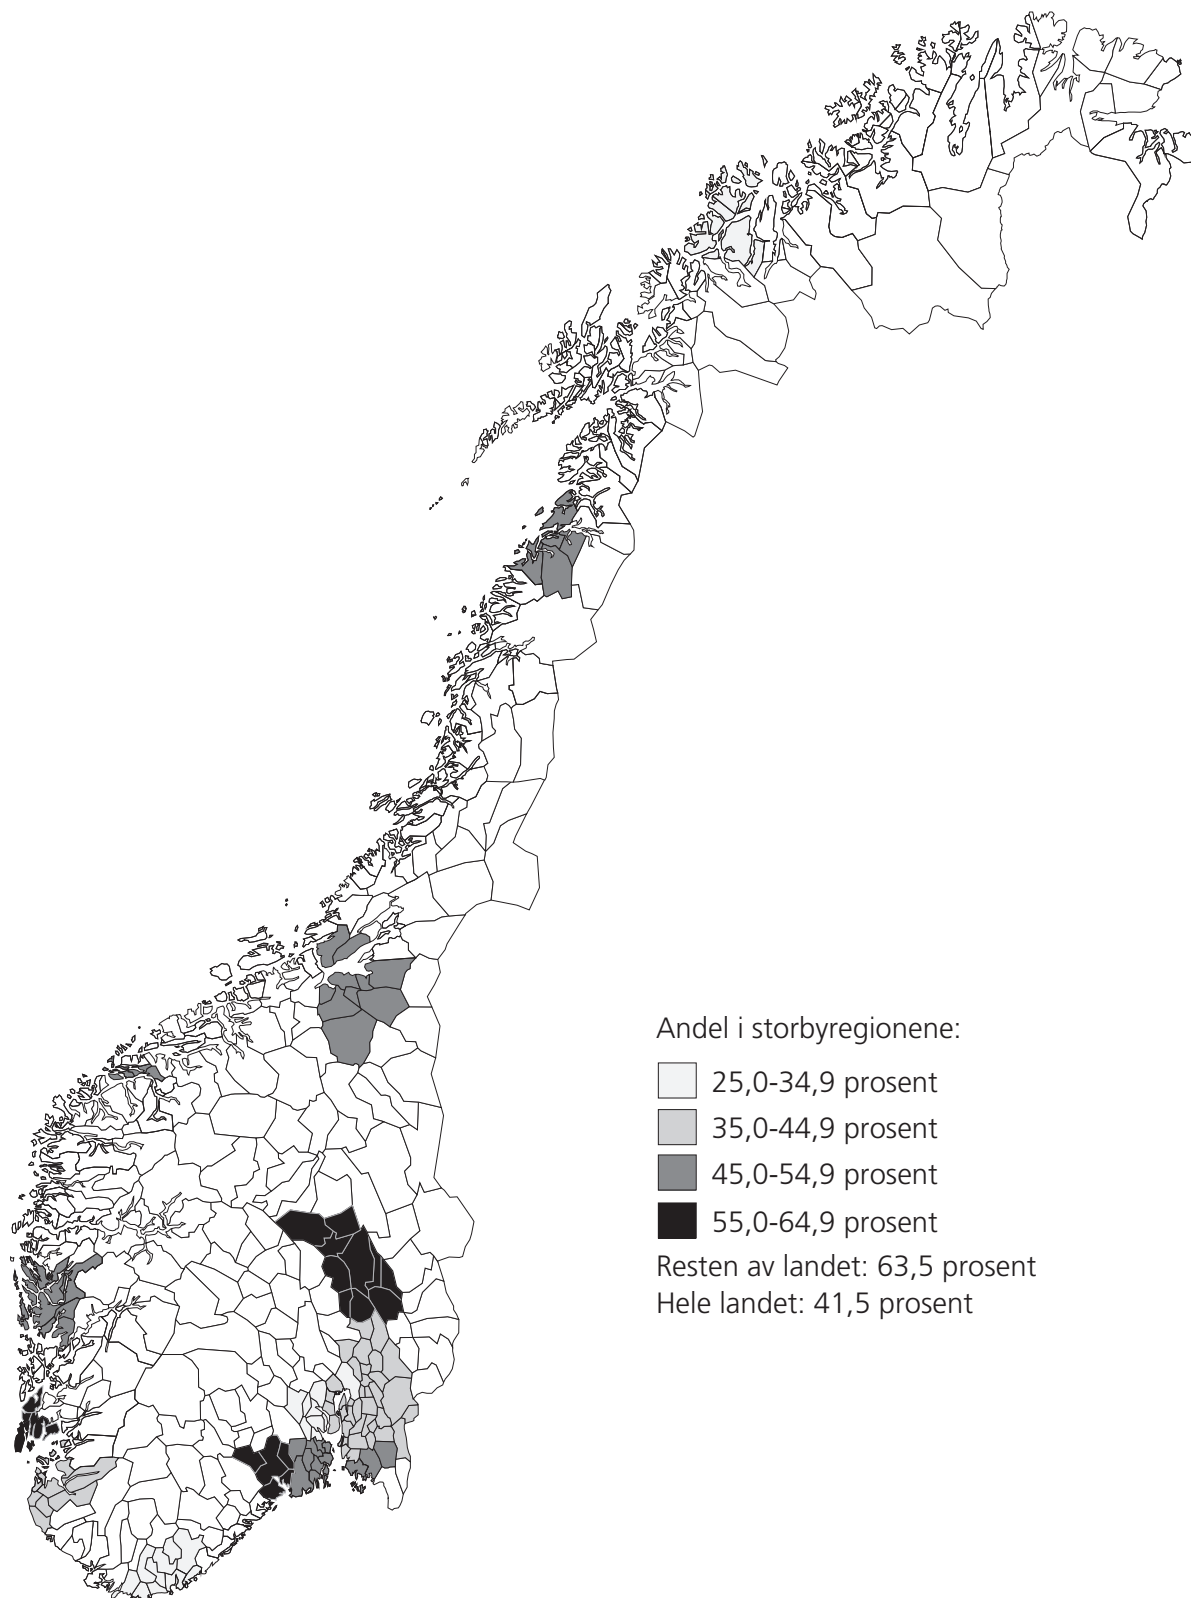 Andel i storbyregionene:
25,0-34,9 prosent
35,0-44,9 prosent
45,0-54,9 prosent
55,0-64,9 prosent
Resten av landet: 63,5 prosent
Hele landet: 41,5 prosent